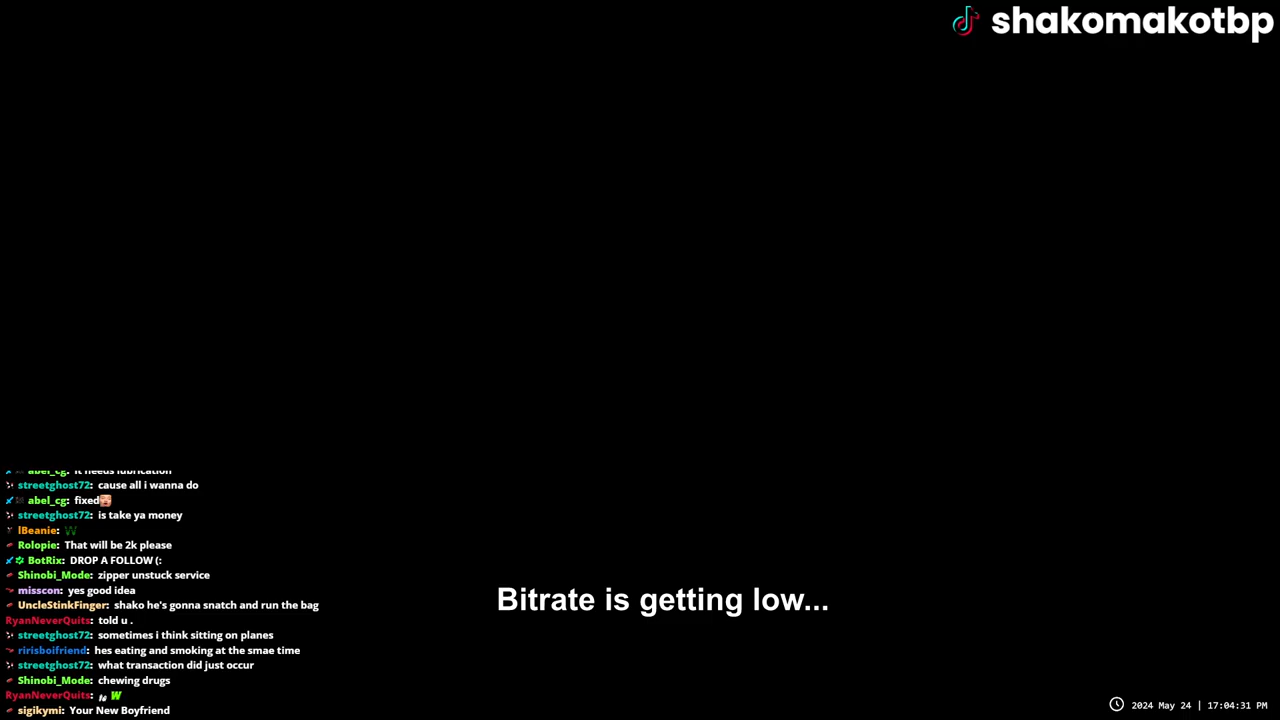 shakomakotbp
abel_cg: it needs lubrication
streetghost72: cause all i wanna do
abel_cg: fixed
streetghost72: is take ya money
lBeanie: W
Rolopie: That will be 2k please
BotRix: DROP A FOLLOW (:
Shinobi_Mode: zipper unstuck service
misscon: yes good idea
UncleStinkFinger: shako he's gonna snatch and run the bag
RyanNeverQuits: told u .
streetghost72: sometimes i think sitting on planes
ririsboifriend: hes eating and smoking at the smae time
streetghost72: what transaction did just occur
Shinobi_Mode: chewing drugs
RyanNeverQuits: W
sigikymi: Your New Boyfriend
Bitrate is getting low...
2024 May 24 | 17:04:31 PM